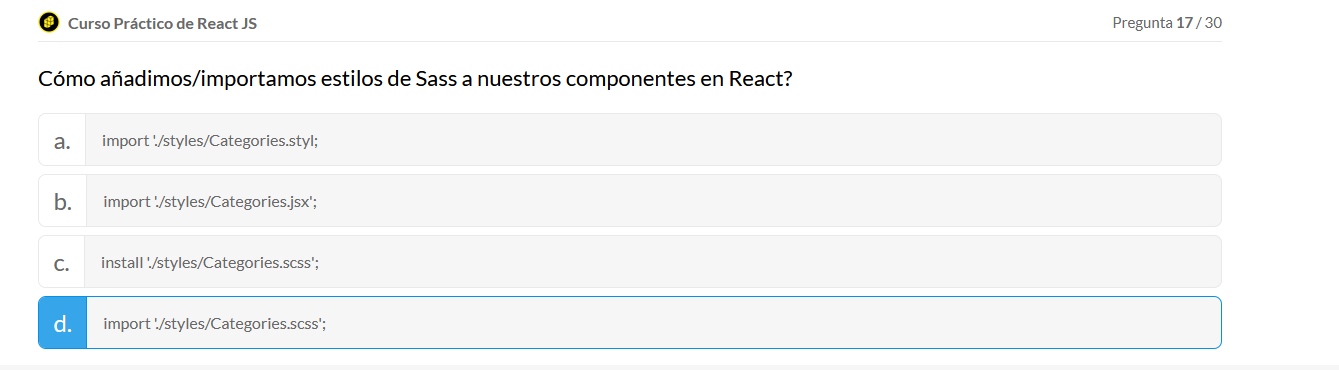 Curso Práctico de React JS
Pregunta 17 / 30
Cómo añadimos/importamos estilos de Sass a nuestros componentes en React?
a. import './styles/Categories.styl;
b. import './styles/Categories.jsx';
c. install './styles/Categories.scss';
d. import './styles/Categories.scss';